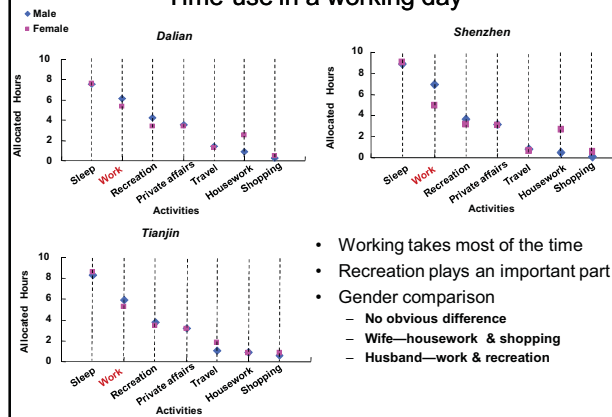 Time use in a working day
Male
Female
Dalian
Allocated Hours
10
8
6
4
2
0
Sleep
Work
Recreation
Private affairs
Travel
Housework
Shopping
Activities
Shenzhen
Allocated Hours
10
8
6
4
2
0
Sleep
Work
Recreation
Private affairs
Travel
Housework
Shopping
Activities
Tianjin
Allocated Hours
10
8
6
4
2
0
Sleep
Work
Recreation
Private affairs
Travel
Housework
Shopping
Activities
• Working takes most of the time
• Recreation plays an important part
• Gender comparison
– No obvious difference
– Wife—housework & shopping
– Husband—work & recreation